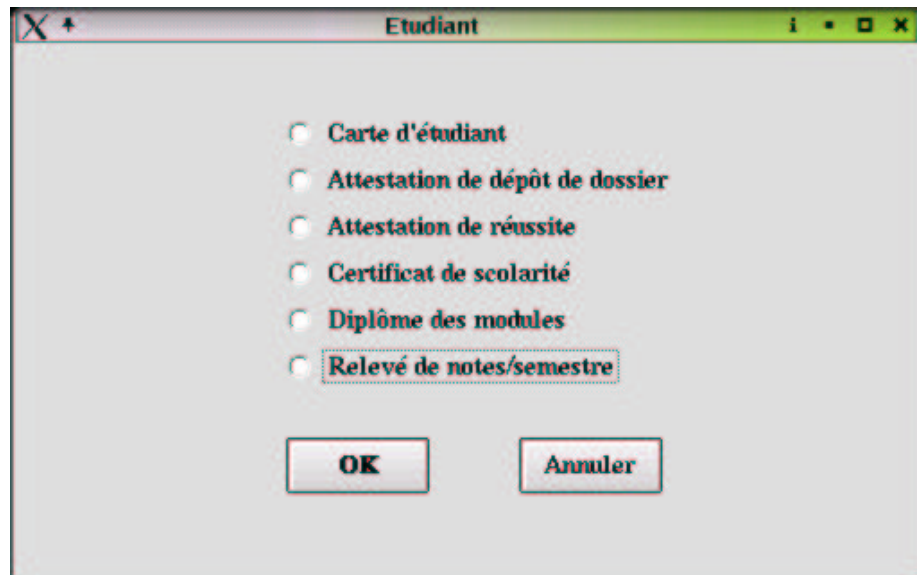 Etudiant
Carte d'étudiant
Attestation de dépôt de dossier
Attestation de réussite
Certificat de scolarité
Diplôme des modules
Relevé de notes/semestre
OK Annuler